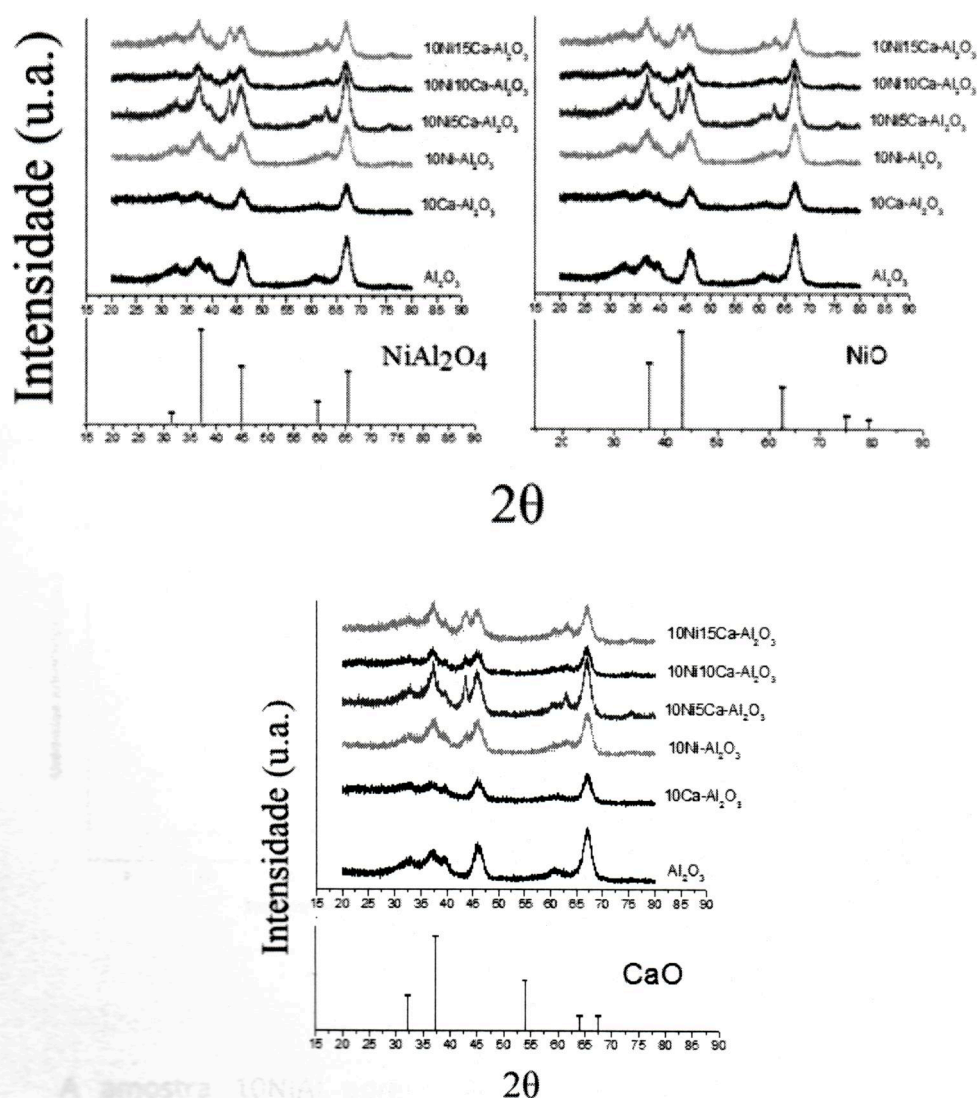 Intensidade (u.a.)
10Ni15Ca-Al₂O₃
10Ni10Ca-Al₂O₃
10Ni5Ca-Al₂O₃
10Ni-Al₂O₃
10Ca-Al₂O₃
Al₂O₃
15 20 25 30 35 40 45 50 55 60 65 70 75 80 85 90
NiAl₂O₄
15 20 25 30 35 40 45 50 55 60 65 70 75 80 85 90
10Ni15Ca-Al₂O₃
10Ni10Ca-Al₂O₃
10Ni5Ca-Al₂O₃
10Ni-Al₂O₃
10Ca-Al₂O₃
Al₂O₃
15 20 25 30 35 40 45 50 55 60 65 70 75 80 85 90
NiO
20 30 40 50 60 70 80 90
2θ
Intensidade (u.a.)
10Ni15Ca-Al₂O₃
10Ni10Ca-Al₂O₃
10Ni5Ca-Al₂O₃
10Ni-Al₂O₃
10Ca-Al₂O₃
Al₂O₃
15 20 25 30 35 40 45 50 55 60 65 70 75 80 85 90
CaO
15 20 25 30 35 40 45 50 55 60 65 70 75 80 85 90
2θ
A amostra